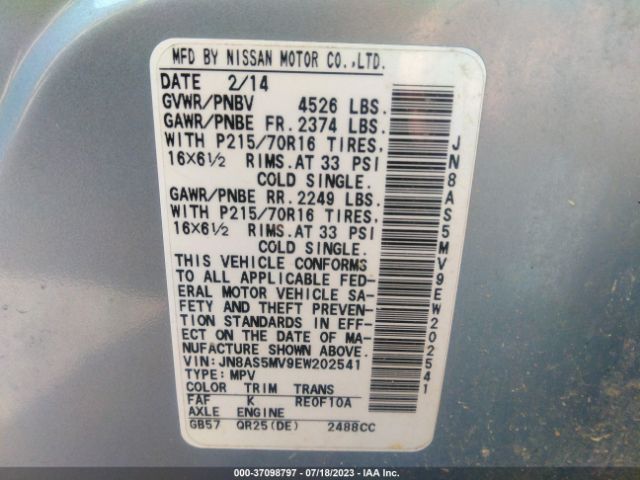 MFD BY NISSAN MOTOR CO.,LTD.
DATE 2/14
GVWR/PNBV 4526 LBS.
GAWR/PNBE FR. 2374 LBS.
WITH P215/70R16 TIRES,
16X6½ RIMS. AT 33 PSI
COLD SINGLE.
GAWR/PNBE RR. 2249 LBS.
WITH P215/70R16 TIRES,
16X6½ RIMS. AT 33 PSI
COLD SINGLE.
THIS VEHICLE CONFORMS
TO ALL APPLICABLE FED-
ERAL MOTOR VEHICLE SA-
FETY AND THEFT PREVEN-
TION STANDARDS IN EFF-
ECT ON THE DATE OF MA-
NUFACTURE SHOWN ABOVE.
VIN: JN8AS5MV9EW202541
TYPE: MPV
COLOR TRIM TRANS
FAF K RE0F10A
AXLE ENGINE
GB57 QR25(DE) 2488CC
JN8AS5MV9EW202541
000-37098797 - 07/18/2023 - IAA Inc.